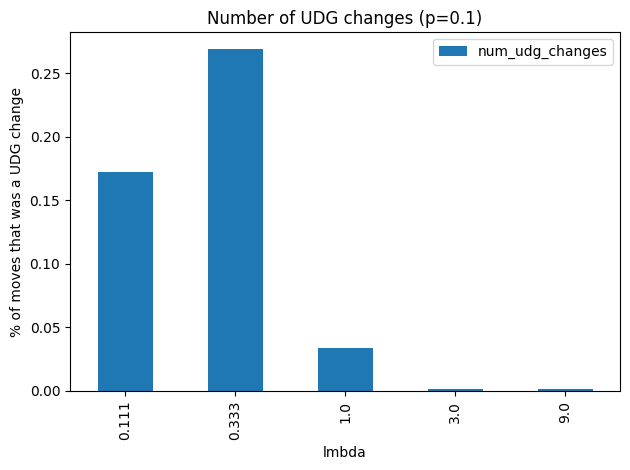 Number of UDG changes (p=0.1)
num_udg_changes
% of moves that was a UDG change
0.25
0.20
0.15
0.10
0.05
0.00
0.111
0.333
1.0
3.0
9.0
lmbda